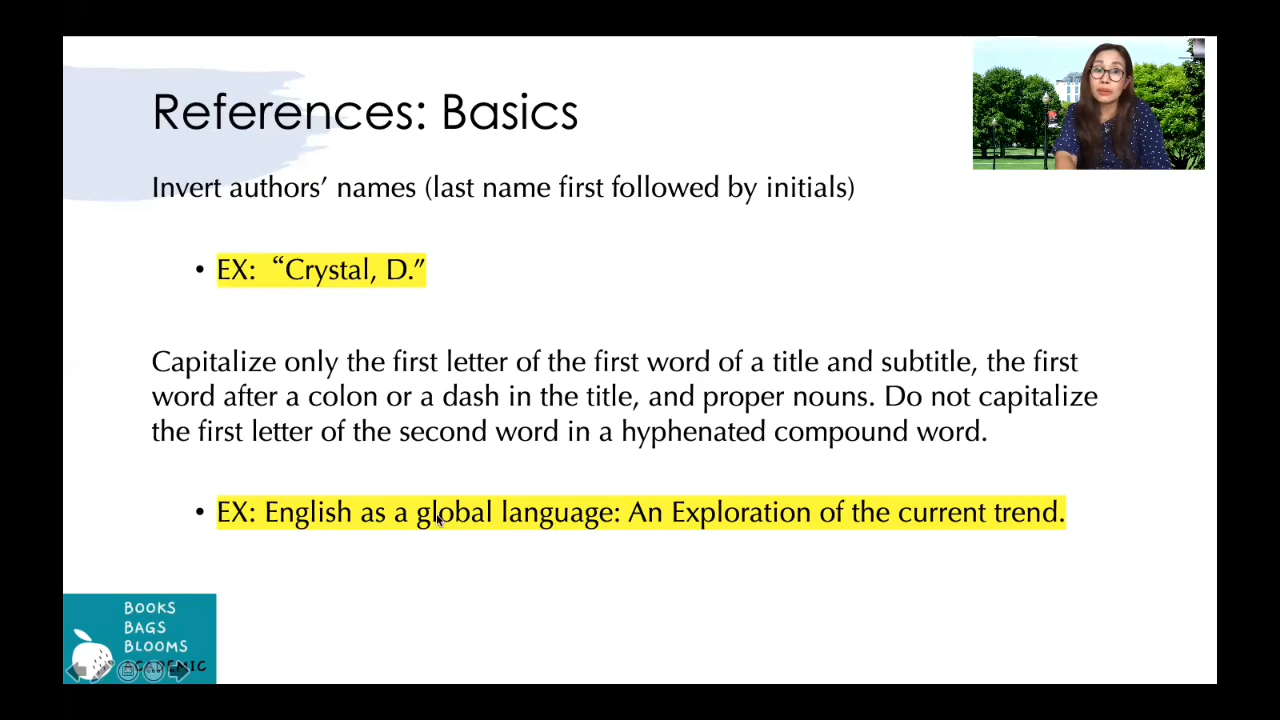 References: Basics
Invert authors’ names (last name first followed by initials)
• EX: “Crystal, D.”
Capitalize only the first letter of the first word of a title and subtitle, the first
word after a colon or a dash in the title, and proper nouns. Do not capitalize
the first letter of the second word in a hyphenated compound word.
• EX: English as a global language: An Exploration of the current trend.
BOOKS
BAGS
BLOOMS
ACADEMIC